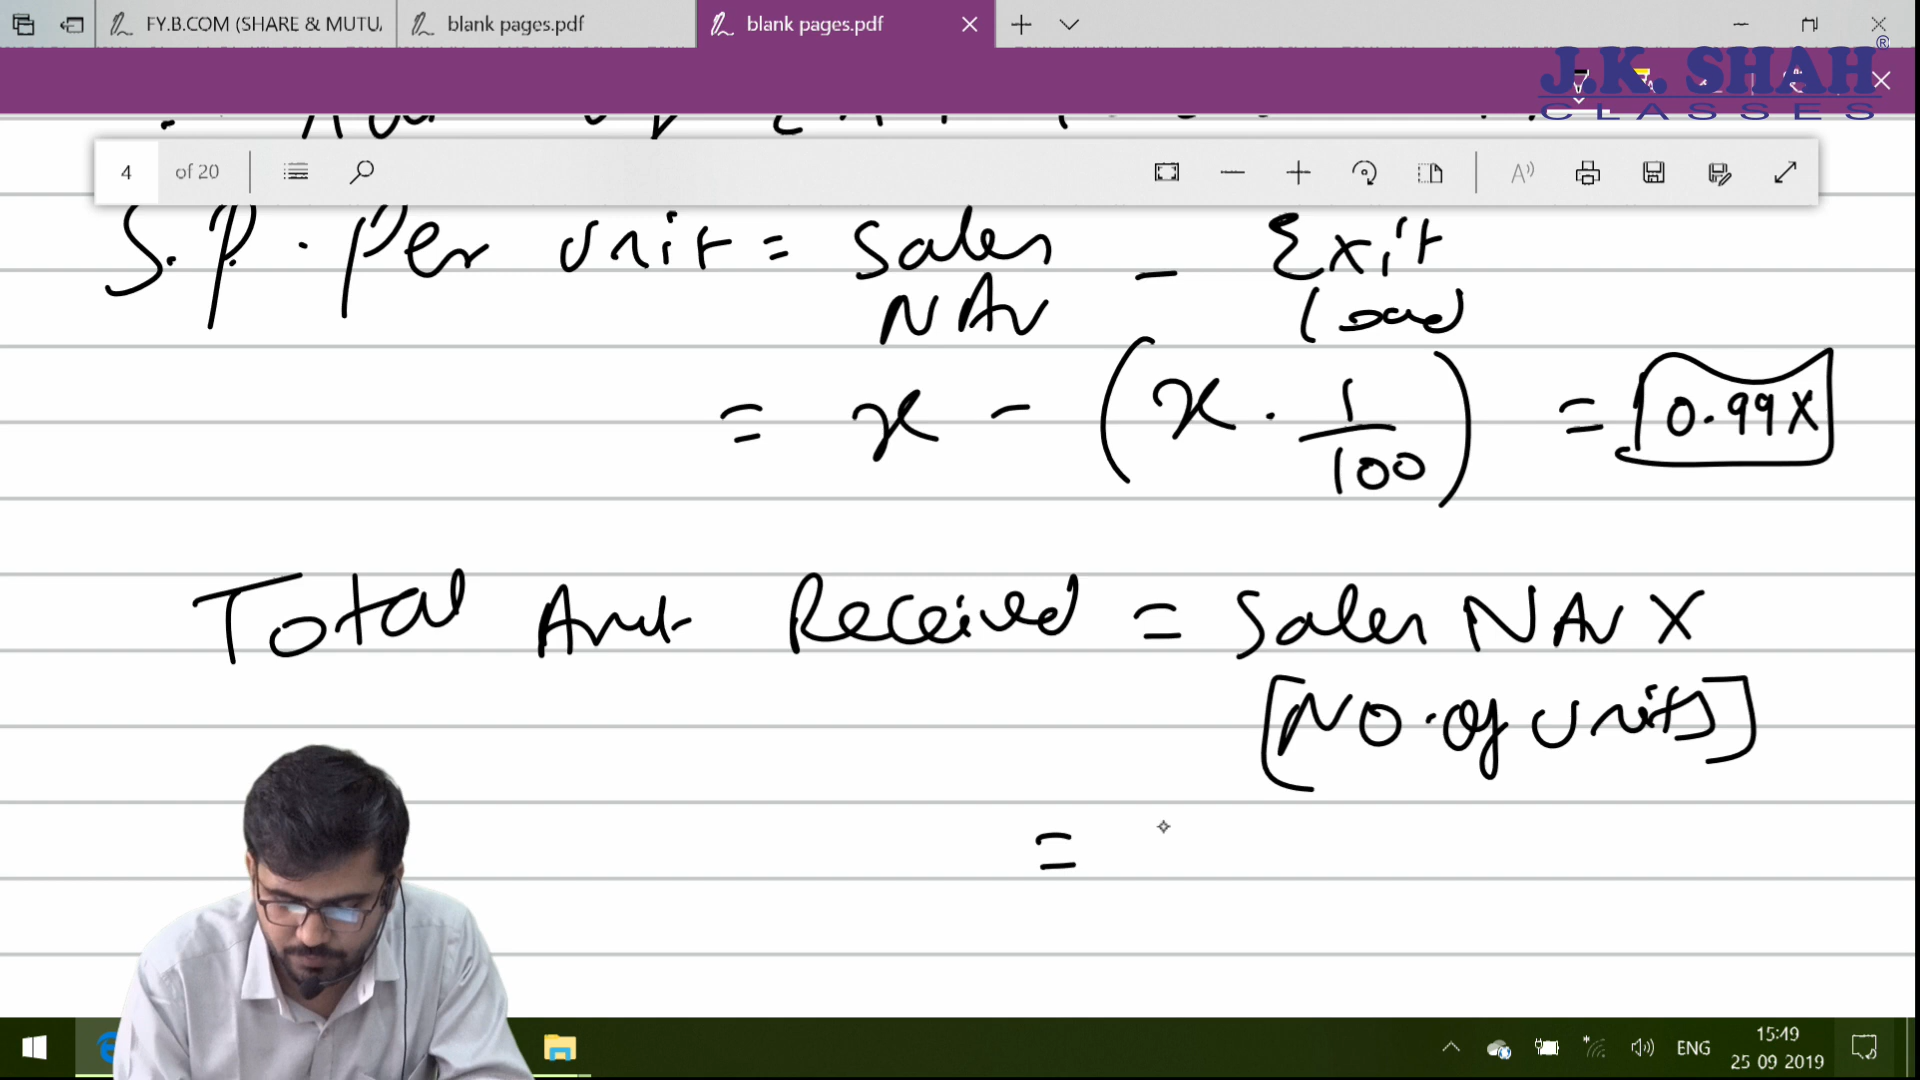 FY.B.COM (SHARE & MUTU
blank pages.pdf
blank pages.pdf
J.K. SHAH®
CLASSES
4 of 20
S.P. Per unit = Sales NAV - Exit load
= x - (x · 1/100) = 0.99x
Total Amt Received = Sales NAV X
[No. of units]
=
ENG
15:49
25 09 2019